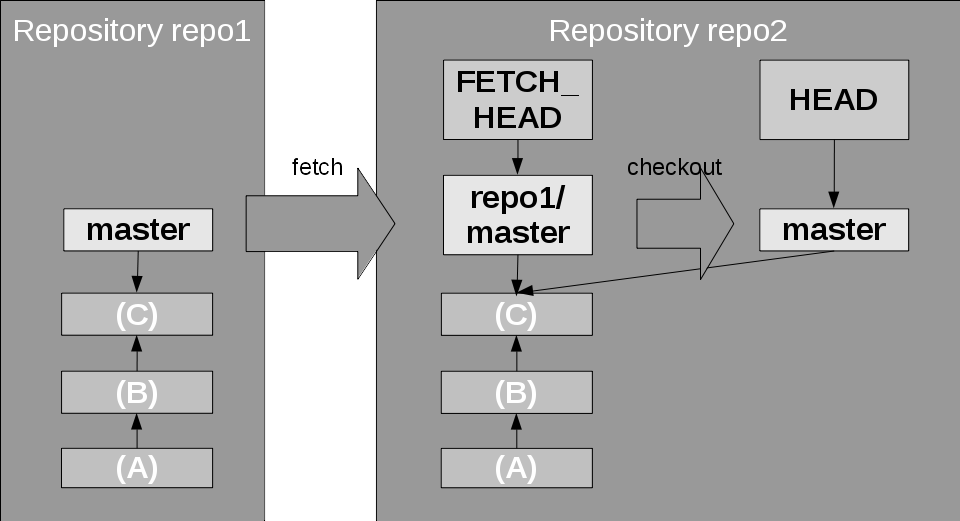 Repository repo1
master
(C)
(B)
(A)
fetch
Repository repo2
FETCH_
HEAD
repo1/
master
(C)
(B)
(A)
checkout
HEAD
master